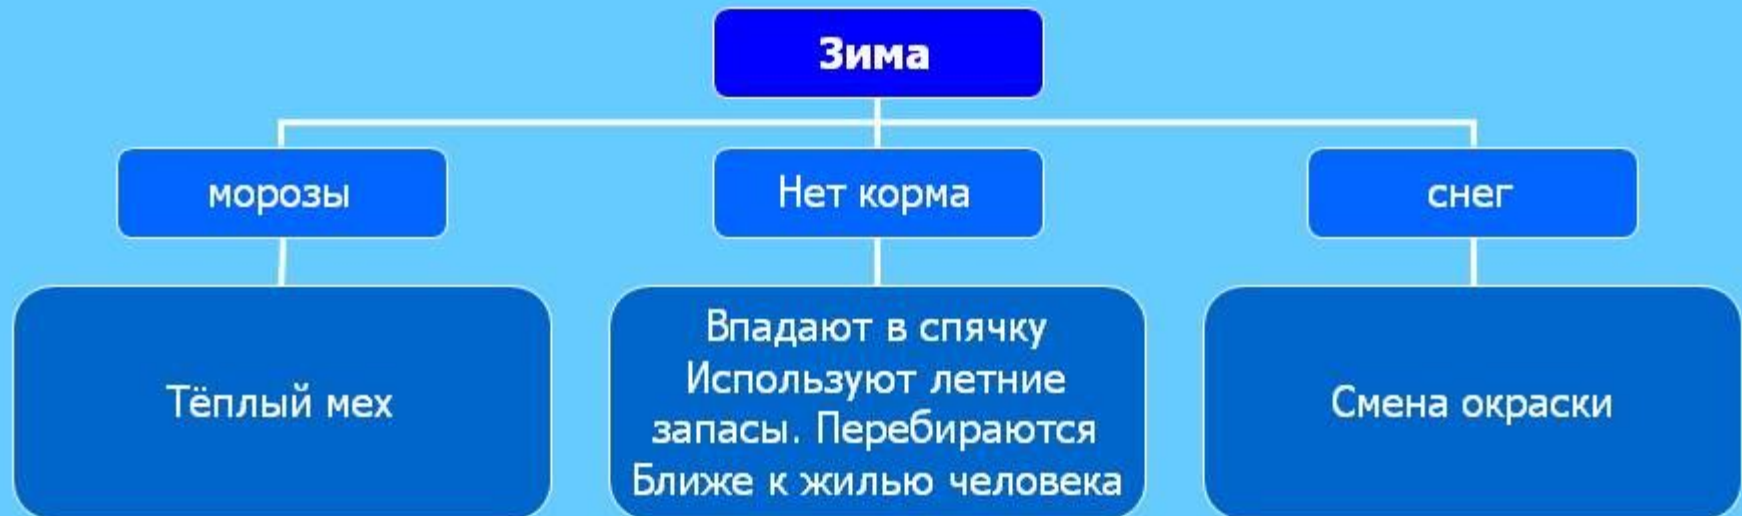 Зима
морозы
Нет корма
снег
Тёплый мех
Впадают в спячку
Используют летние
запасы. Перебираются
Ближе к жилью человека
Смена окраски